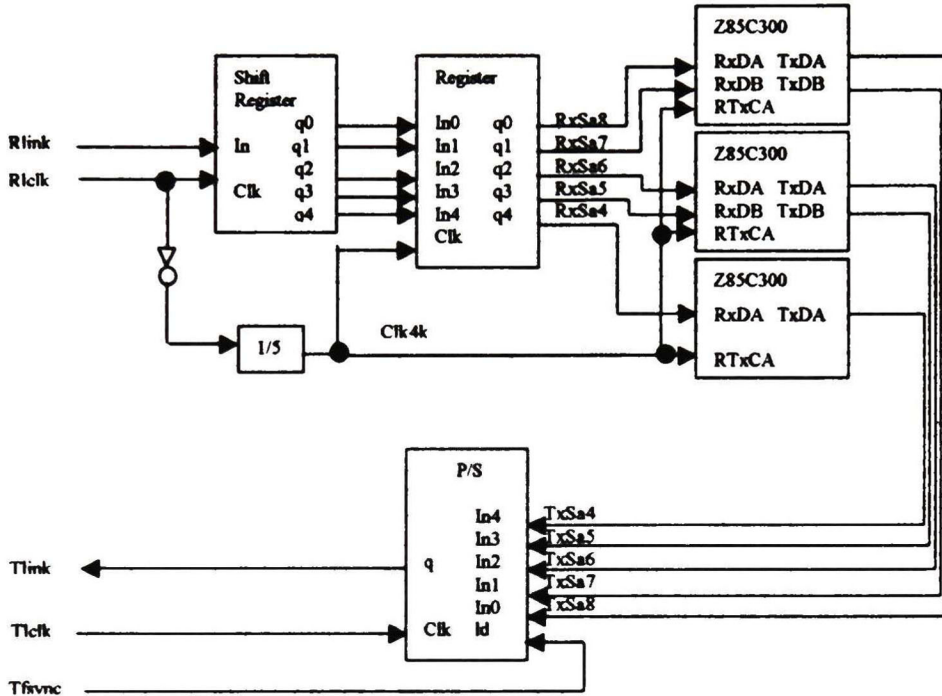 Z85C300
RxDA TxDA
RxDB TxDB
RTxCA
Shift
Register
In
Clk
q0
q1
q2
q3
q4
Register
In0 q0
In1 q1
In2 q2
In3 q3
In4 q4
Clk
RxSa8
RxSa7
RxSa6
RxSa5
RxSa4
Rlink
Rlclk
Z85C300
RxDA TxDA
RxDB TxDB
RTxCA
Z85C300
RxDA TxDA
RTxCA
1/5
Clk4k
P/S
In4
In3
q In2
In1
In0
Clk ld
TxSa4
TxSa5
TxSa6
TxSa7
TxSa8
Tlink
Tlclk
Tfsync